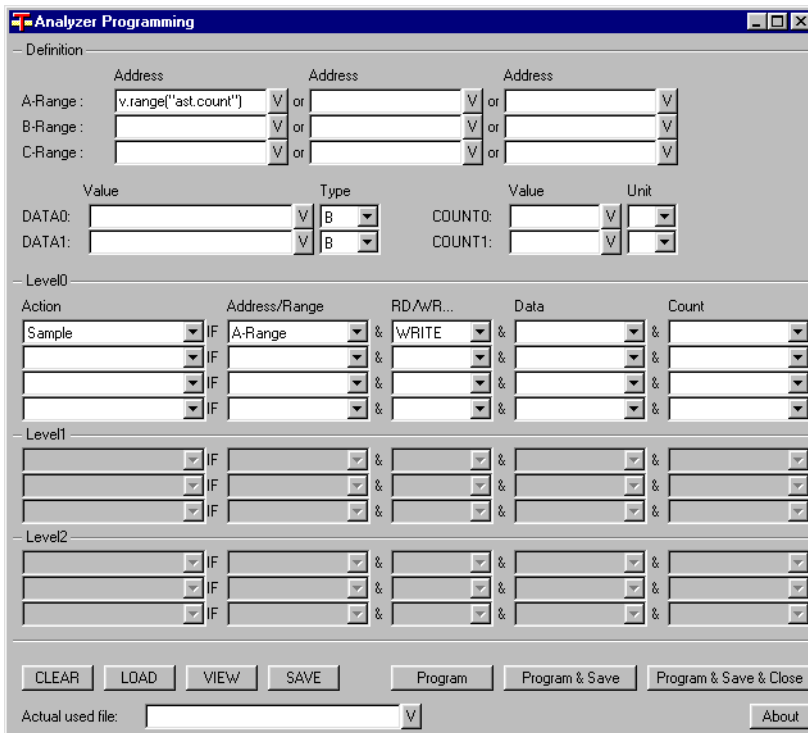 Analyzer Programming
Definition
Address Address Address
A-Range : v.range("ast.count") V or V or V
B-Range : V or V or V
C-Range : V or V or V
Value Type Value Unit
DATA0: V B COUNT0: V
DATA1: V B COUNT1: V
Level0
Action Address/Range RD/WR... Data Count
Sample IF A-Range & WRITE & &
IF & & &
IF & & &
IF & & &
Level1
IF & & &
IF & & &
IF & & &
Level2
IF & & &
IF & & &
IF & & &
CLEAR LOAD VIEW SAVE Program Program & Save Program & Save & Close
Actual used file: V About